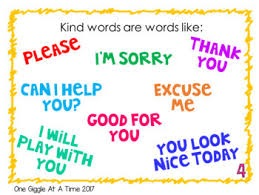 Kind words are words like:
PLEASE
I'M SORRY
THANK
YOU
CAN I HELP
YOU?
EXCUSE
ME
GOOD FOR
YOU
I WILL
PLAY WITH
YOU
YOU LOOK
NICE TODAY
4
One Giggle At A Time 2017